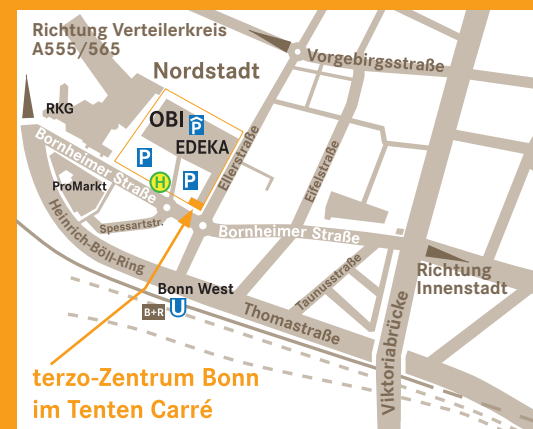 Richtung Verteilerkreis
A555/565
Vorgebirgsstraße
Nordstadt
RKG
OBI
P
EDEKA
P
H
P
Ellerstraße
Eifelstraße
Bornheimer Straße
ProMarkt
Spessartstr.
Heinrich-Böll-Ring
Bornheimer Straße
Richtung
Innenstadt
Taunusstraße
Bonn West
B+R
U
Thomastraße
Viktoriabrücke
terzo-Zentrum Bonn
im Tenten Carré